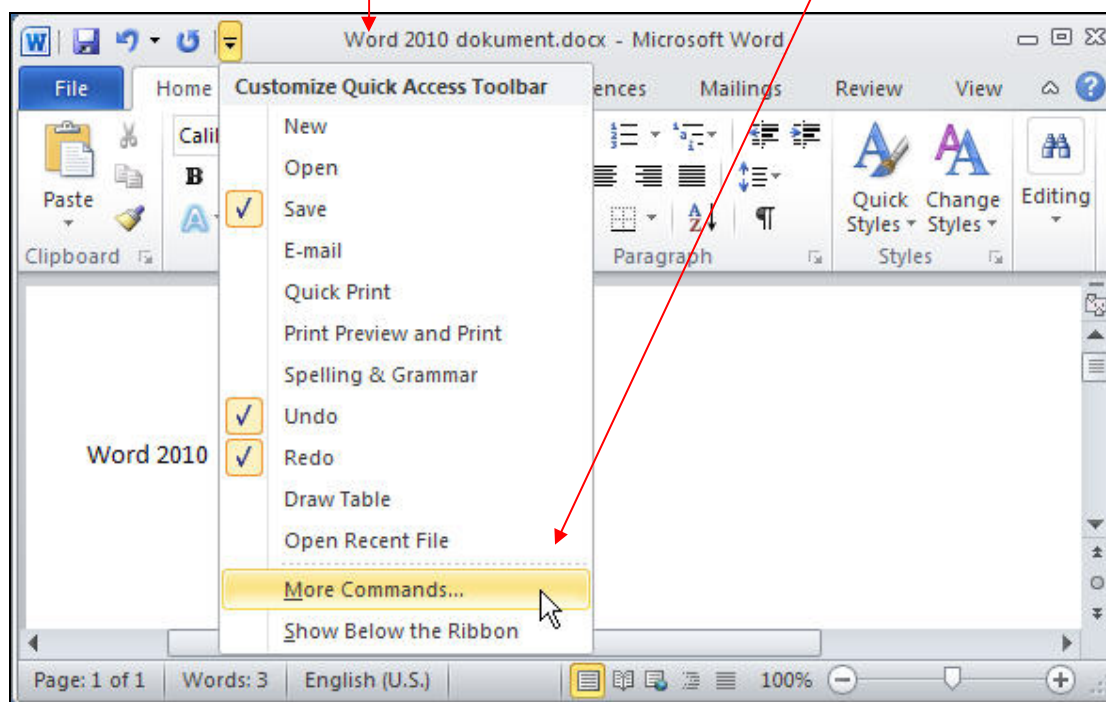 W Word 2010 dokument.docx - Microsoft Word
File Home Customize Quick Access Toolbar ences Mailings Review View
New
Calil
Open
B
Paste
Save
Quick Styles Change Styles Editing
Clipboard
E-mail
Paragraph Styles
Quick Print
Print Preview and Print
Spelling & Grammar
Undo
Word 2010
Redo
Draw Table
Open Recent File
More Commands...
Show Below the Ribbon
Page: 1 of 1 Words: 3 English (U.S.) 100%